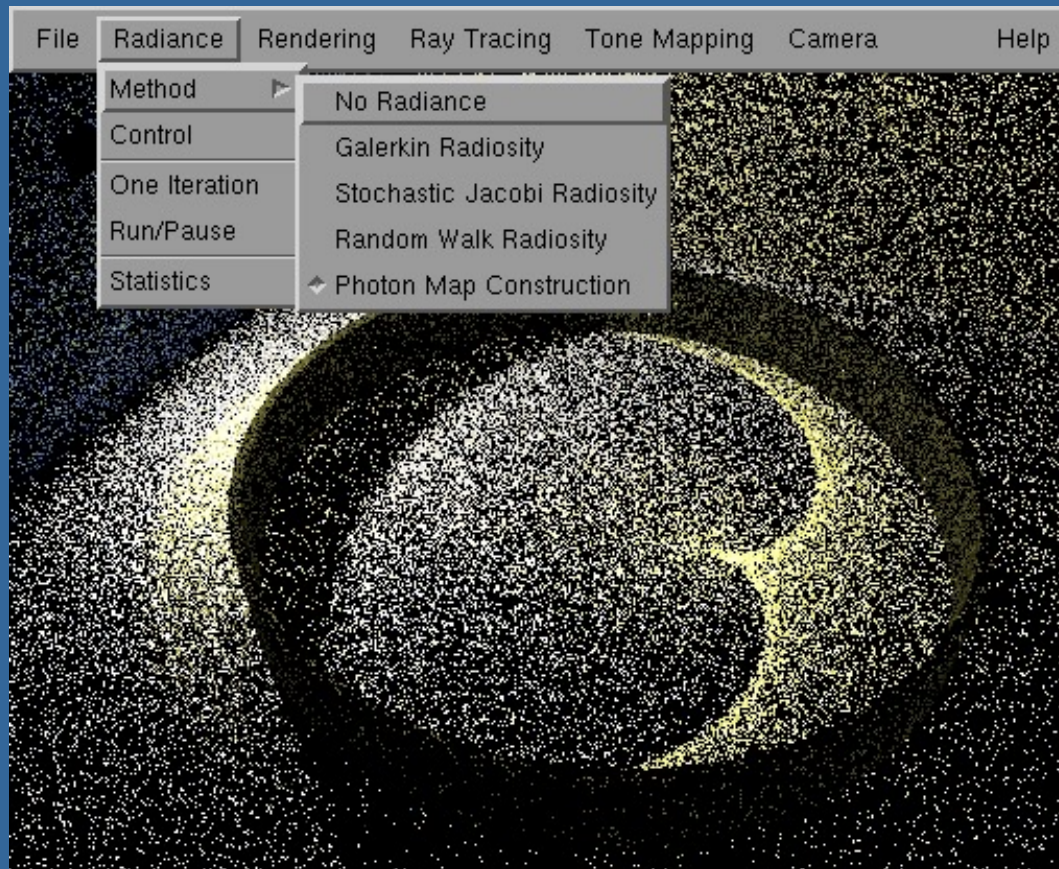 File Radiance Rendering Ray Tracing Tone Mapping Camera Help
Method
Control
One Iteration
Run/Pause
Statistics
No Radiance
Galerkin Radiosity
Stochastic Jacobi Radiosity
Random Walk Radiosity
Photon Map Construction